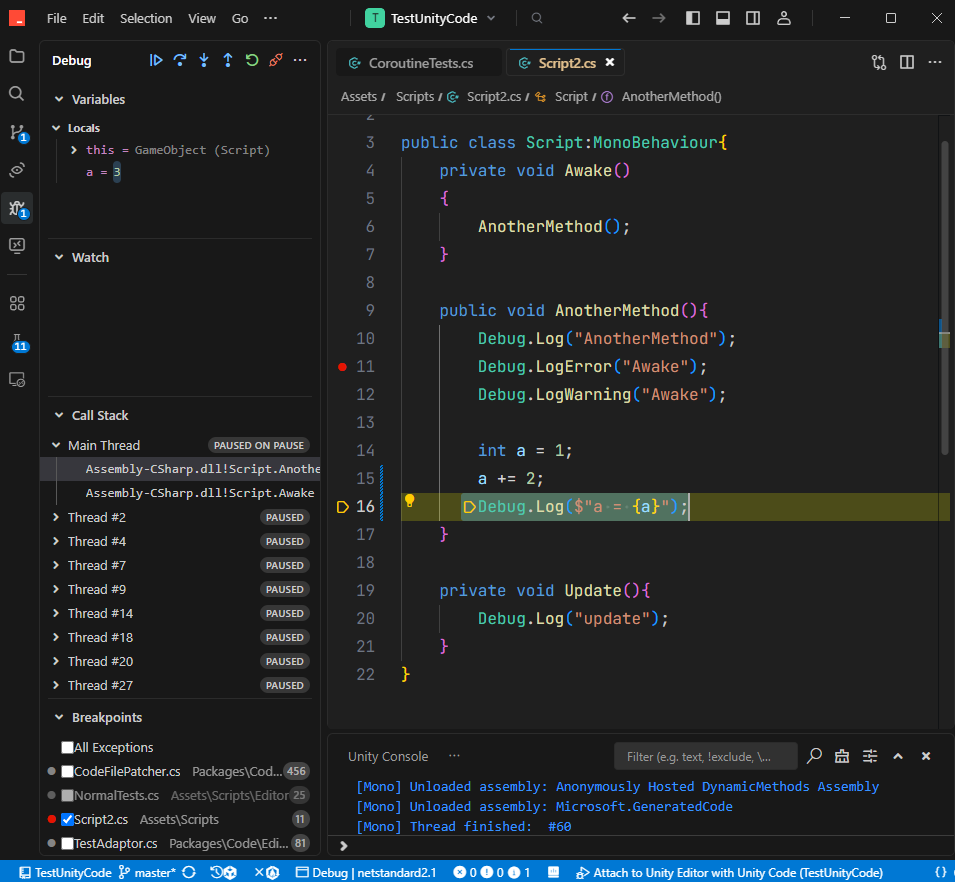 File Edit Selection View Go ··· T TestUnityCode
Debug ···
Variables
Locals
this = GameObject (Script)
a = 3
Watch
Call Stack
Main Thread PAUSED ON PAUSE
Assembly-CSharp.dll!Script.Anothe
Assembly-CSharp.dll!Script.Awake
Thread #2 PAUSED
Thread #4 PAUSED
Thread #7 PAUSED
Thread #9 PAUSED
Thread #14 PAUSED
Thread #18 PAUSED
Thread #20 PAUSED
Thread #27 PAUSED
Breakpoints
All Exceptions
CodeFilePatcher.cs Packages\Cod... 456
NormalTests.cs Assets\Scripts\Editor 25
Script2.cs Assets\Scripts 11
TestAdaptor.cs Packages\Code\Edi... 81
1
1
11
CoroutineTests.cs Script2.cs ···
Assets / Scripts / Script2.cs / Script / AnotherMethod()
2
3 public class Script:MonoBehaviour{
4 private void Awake()
5 {
6 AnotherMethod();
7 }
8
9 public void AnotherMethod(){
10 Debug.Log("AnotherMethod");
11 Debug.LogError("Awake");
12 Debug.LogWarning("Awake");
13
14 int a = 1;
15 a += 2;
16 Debug.Log($"a = {a}");
17 }
18
19 private void Update(){
20 Debug.Log("update");
21 }
22 }
Unity Console ··· Filter (e.g. text, !exclude, \...
[Mono] Unloaded assembly: Anonymously Hosted DynamicMethods Assembly
[Mono] Unloaded assembly: Microsoft.GeneratedCode
[Mono] Thread finished: #60
TestUnityCode master* Debug | netstandard2.1 0 0 1 Attach to Unity Editor with Unity Code (TestUnityCode) {}